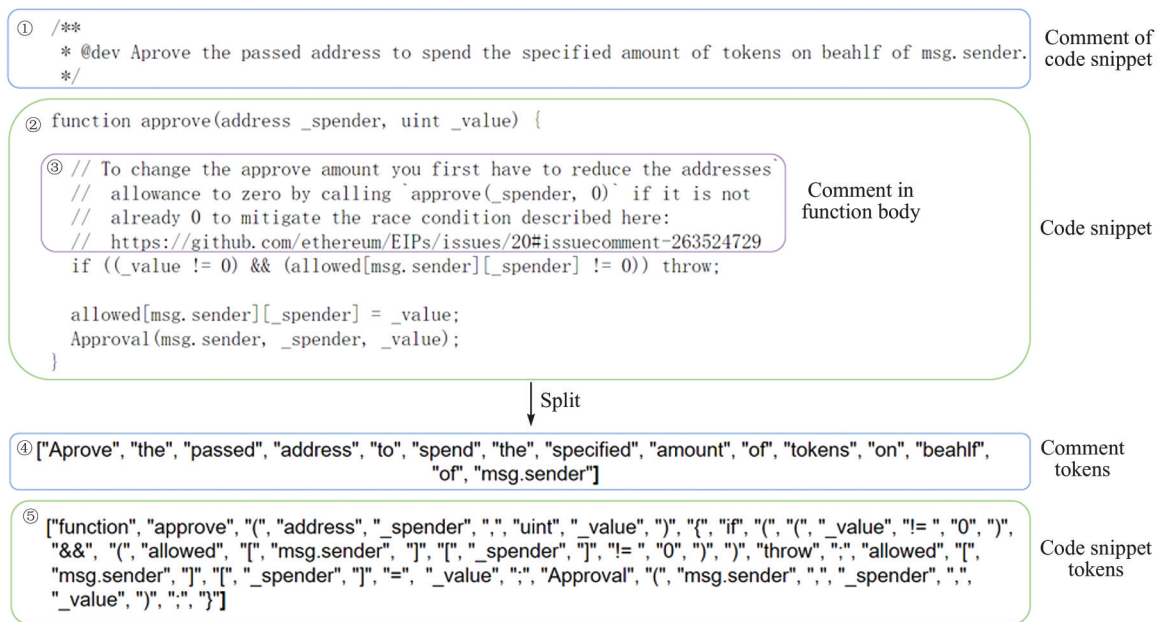 ① /**
* @dev Aprove the passed address to spend the specified amount of tokens on beahlf of msg.sender.
*/
Comment of
code snippet
② function approve(address _spender, uint _value) {
③ // To change the approve amount you first have to reduce the addresses`
//  allowance to zero by calling `approve(_spender, 0)` if it is not
//  already 0 to mitigate the race condition described here:
//  https://github.com/ethereum/EIPs/issues/20#issuecomment-263524729
Comment in
function body
if ((_value != 0) && (allowed[msg.sender][_spender] != 0)) throw;
allowed[msg.sender][_spender] = _value;
Approval(msg.sender, _spender, _value);
}
Code snippet
Split
④ ["Aprove", "the", "passed", "address", "to", "spend", "the", "specified", "amount", "of", "tokens", "on", "beahlf",
"of", "msg.sender"]
Comment
tokens
⑤ ["function", "approve", "(", "address", "_spender", ",", "uint", "_value", ")", "{", "if", "(", "(", "_value", "!= ", "0", ")",
"&&", "(", "allowed", "[", "msg.sender", "]", "[", "_spender", "]", "!= ", "0", ")", ")", "throw", ";", "allowed", "[",
"msg.sender", "]", "[", "_spender", "]", "=", "_value", ";", "Approval", "(", "msg.sender", ",", "_spender", ",",
"_value", ")", ";", "}"]
Code snippet
tokens